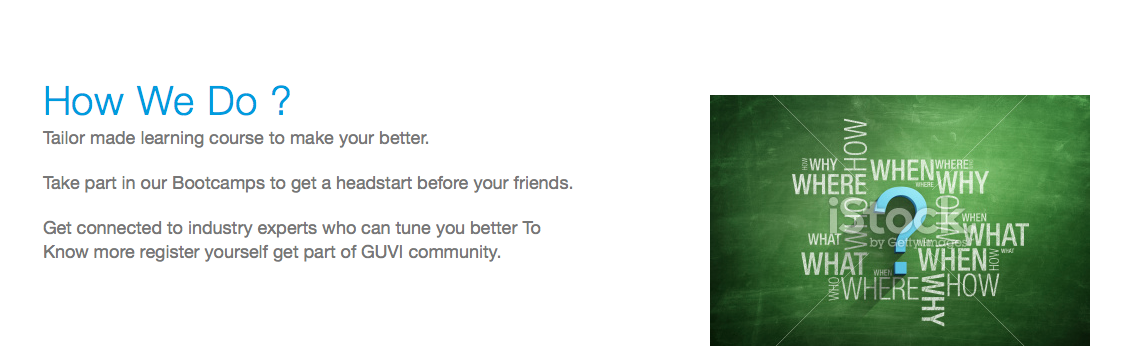 How We Do ?
Tailor made learning course to make your better.
Take part in our Bootcamps to get a headstart before your friends.
Get connected to industry experts who can tune you better To
Know more register yourself get part of GUVI community.
HOW
HOW
WHY
WHEN
WHERE
WHERE
WHERE
WHY
WHO
?
iStock
by Getty Images
WHEN
WHAT
WHAT
WHAT
WHAT
WHEN
HOW
WHEN
WHO
WHERE
WHY
HOW